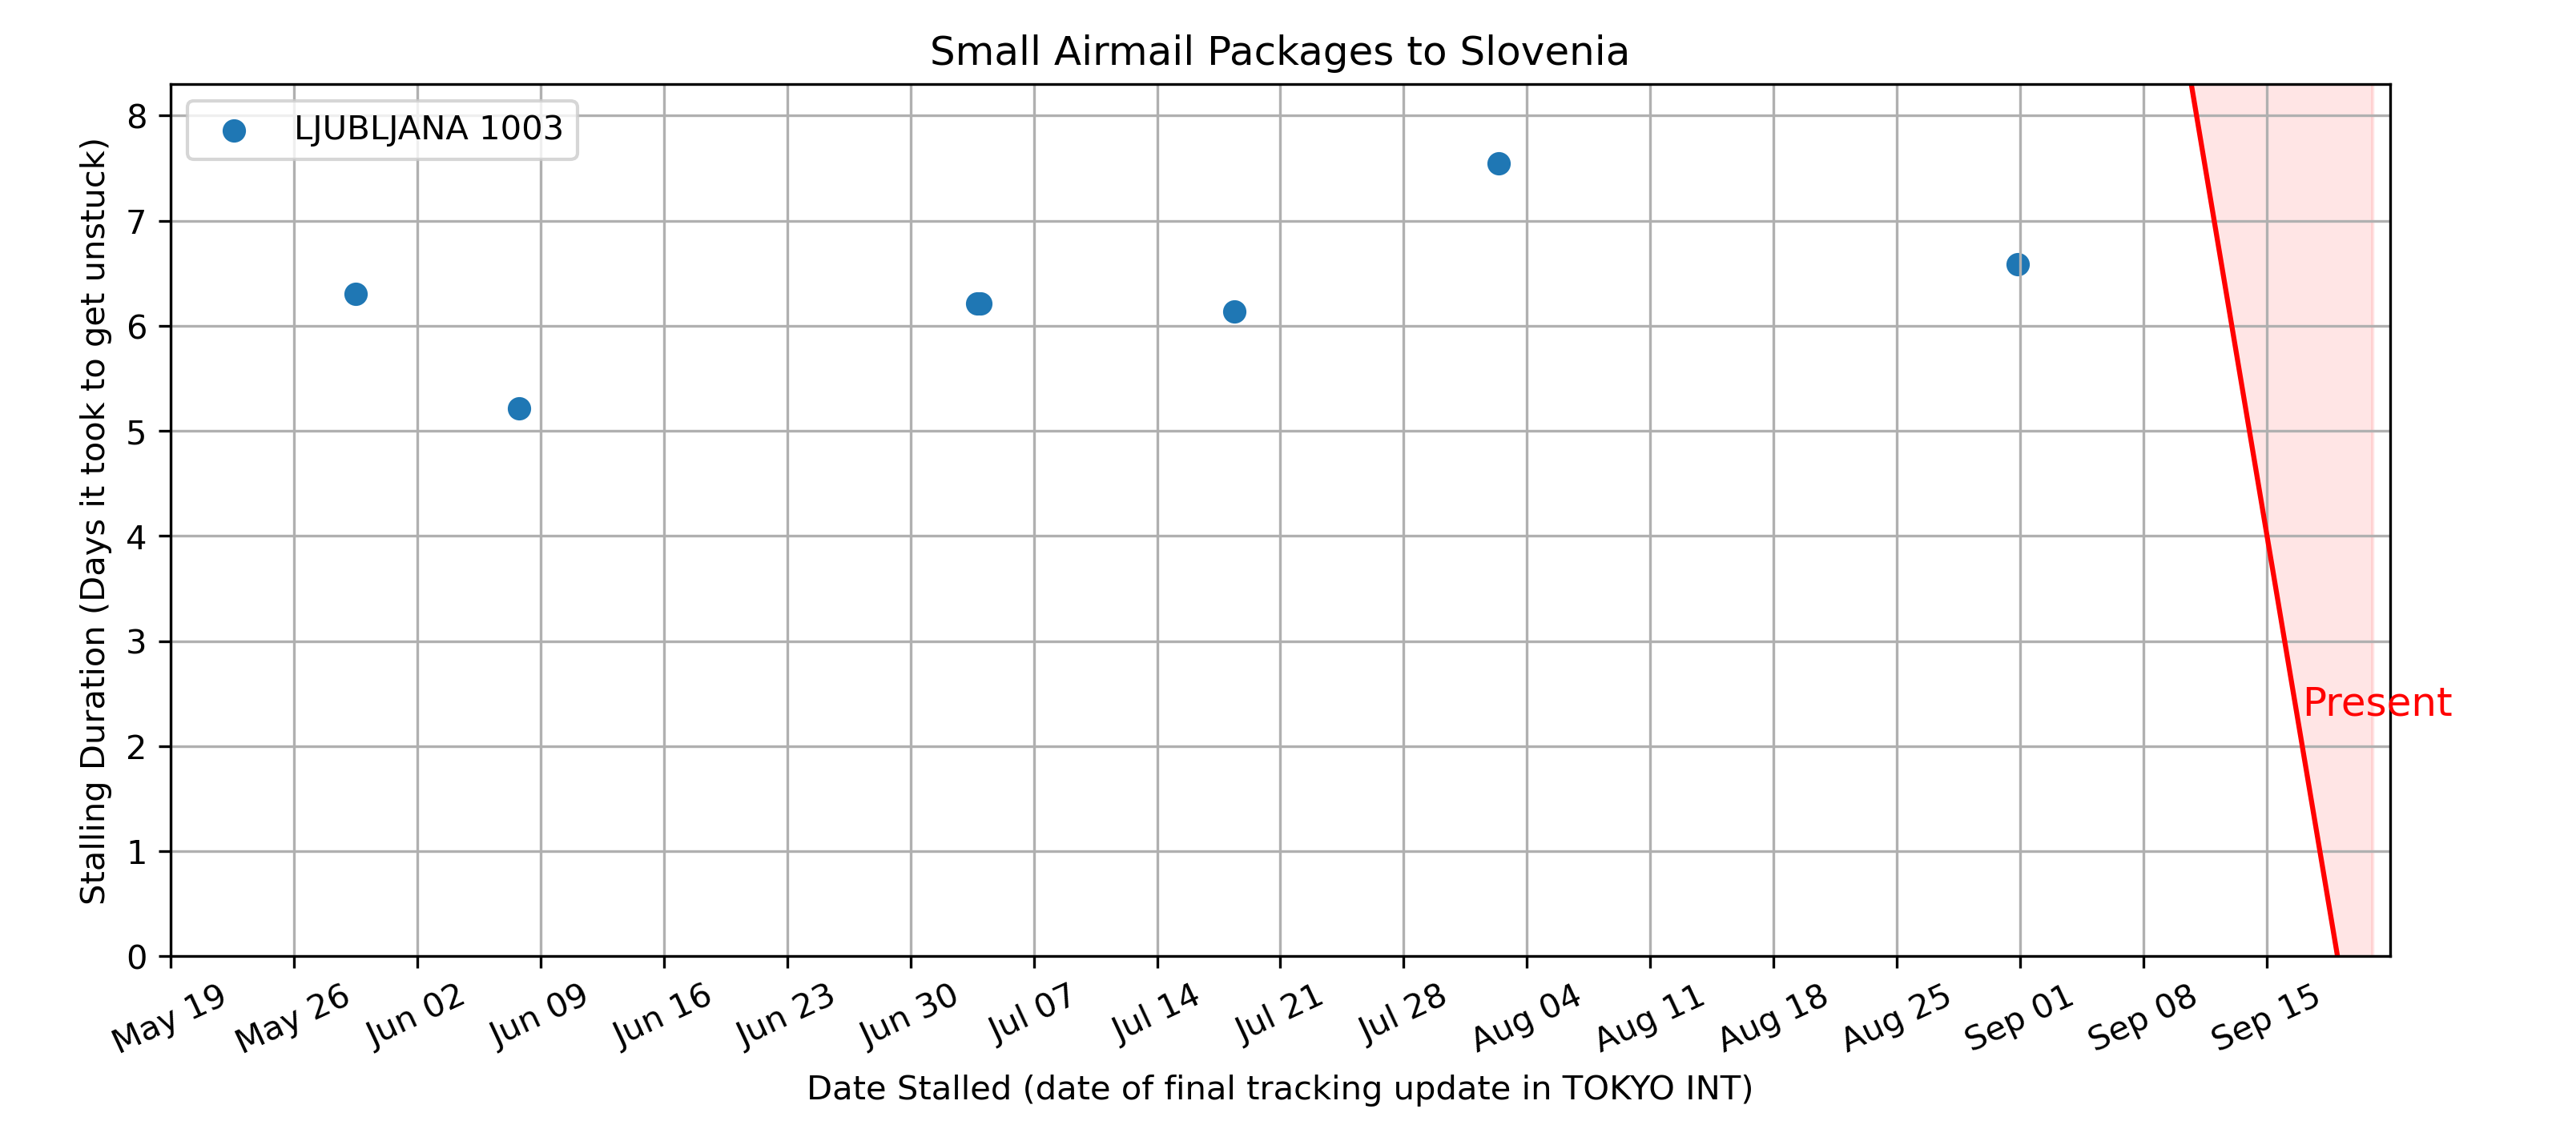 Small Airmail Packages to Slovenia
LJUBLJANA 1003
8
7
6
5
4
3
2
1
0
Stalling Duration (Days it took to get unstuck)
Present
May 19
May 26
Jun 02
Jun 09
Jun 16
Jun 23
Jun 30
Jul 07
Jul 14
Jul 21
Jul 28
Aug 04
Aug 11
Aug 18
Aug 25
Sep 01
Sep 08
Sep 15
Date Stalled (date of final tracking update in TOKYO INT)